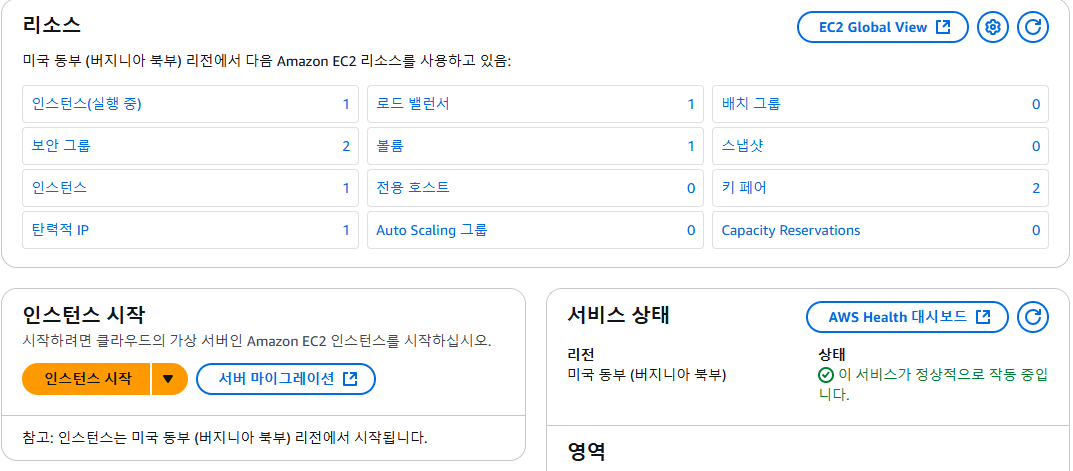 리소스
EC2 Global View
미국 동부 (버지니아 북부) 리전에서 다음 Amazon EC2 리소스를 사용하고 있음:
인스턴스(실행 중) 1
로드 밸런서 1
배치 그룹 0
보안 그룹 2
볼륨 1
스냅샷 0
인스턴스 1
전용 호스트 0
키 페어 2
탄력적 IP 1
Auto Scaling 그룹 0
Capacity Reservations 0
인스턴스 시작
시작하려면 클라우드의 가상 서버인 Amazon EC2 인스턴스를 시작하십시오.
인스턴스 시작
서버 마이그레이션
참고: 인스턴스는 미국 동부 (버지니아 북부) 리전에서 시작됩니다.
서비스 상태
AWS Health 대시보드
리전
미국 동부 (버지니아 북부)
상태
이 서비스가 정상적으로 작동 중입
니다.
영역